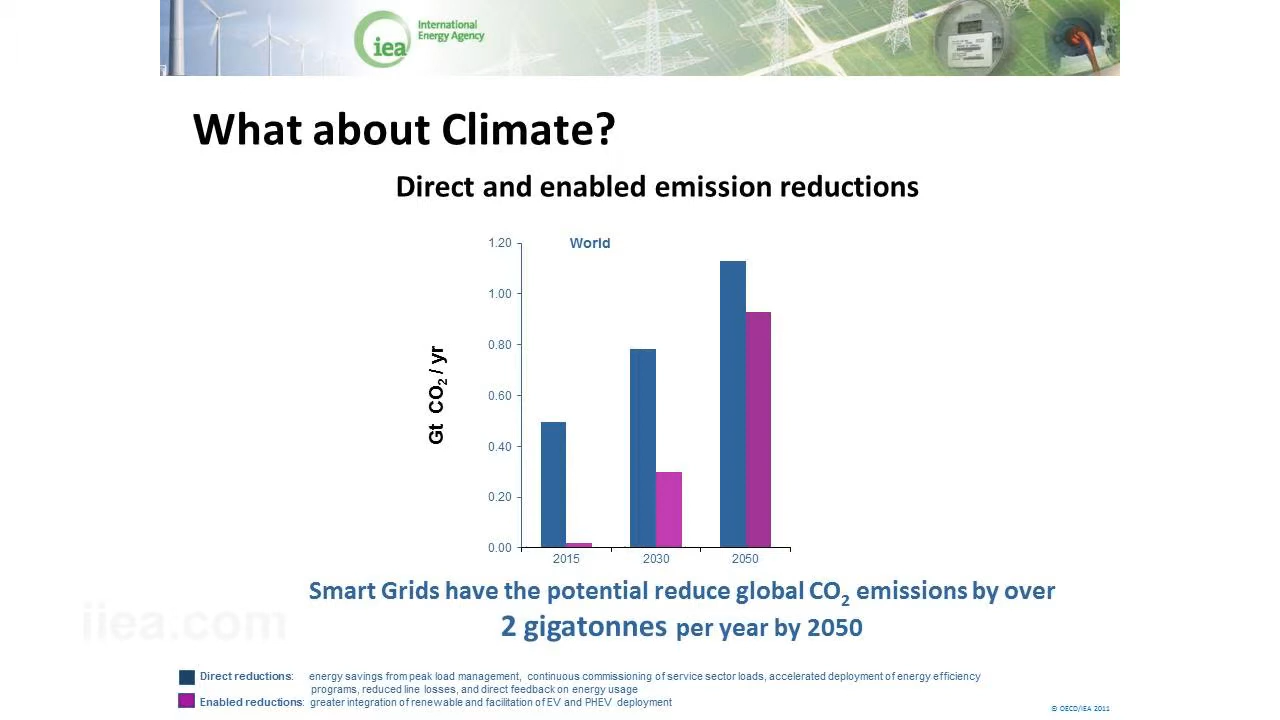 iea International
Energy Agency
What about Climate?
Direct and enabled emission reductions
World
Gt CO2 / yr
1.20
1.00
0.80
0.60
0.40
0.20
0.00
2015 2030 2050
Smart Grids have the potential reduce global CO2 emissions by over
2 gigatonnes per year by 2050
iiea.com
Direct reductions: energy savings from peak load management, continuous commissioning of service sector loads, accelerated deployment of energy efficiency
programs, reduced line losses, and direct feedback on energy usage
Enabled reductions: greater integration of renewable and facilitation of EV and PHEV deployment
© OECD/IEA 2011